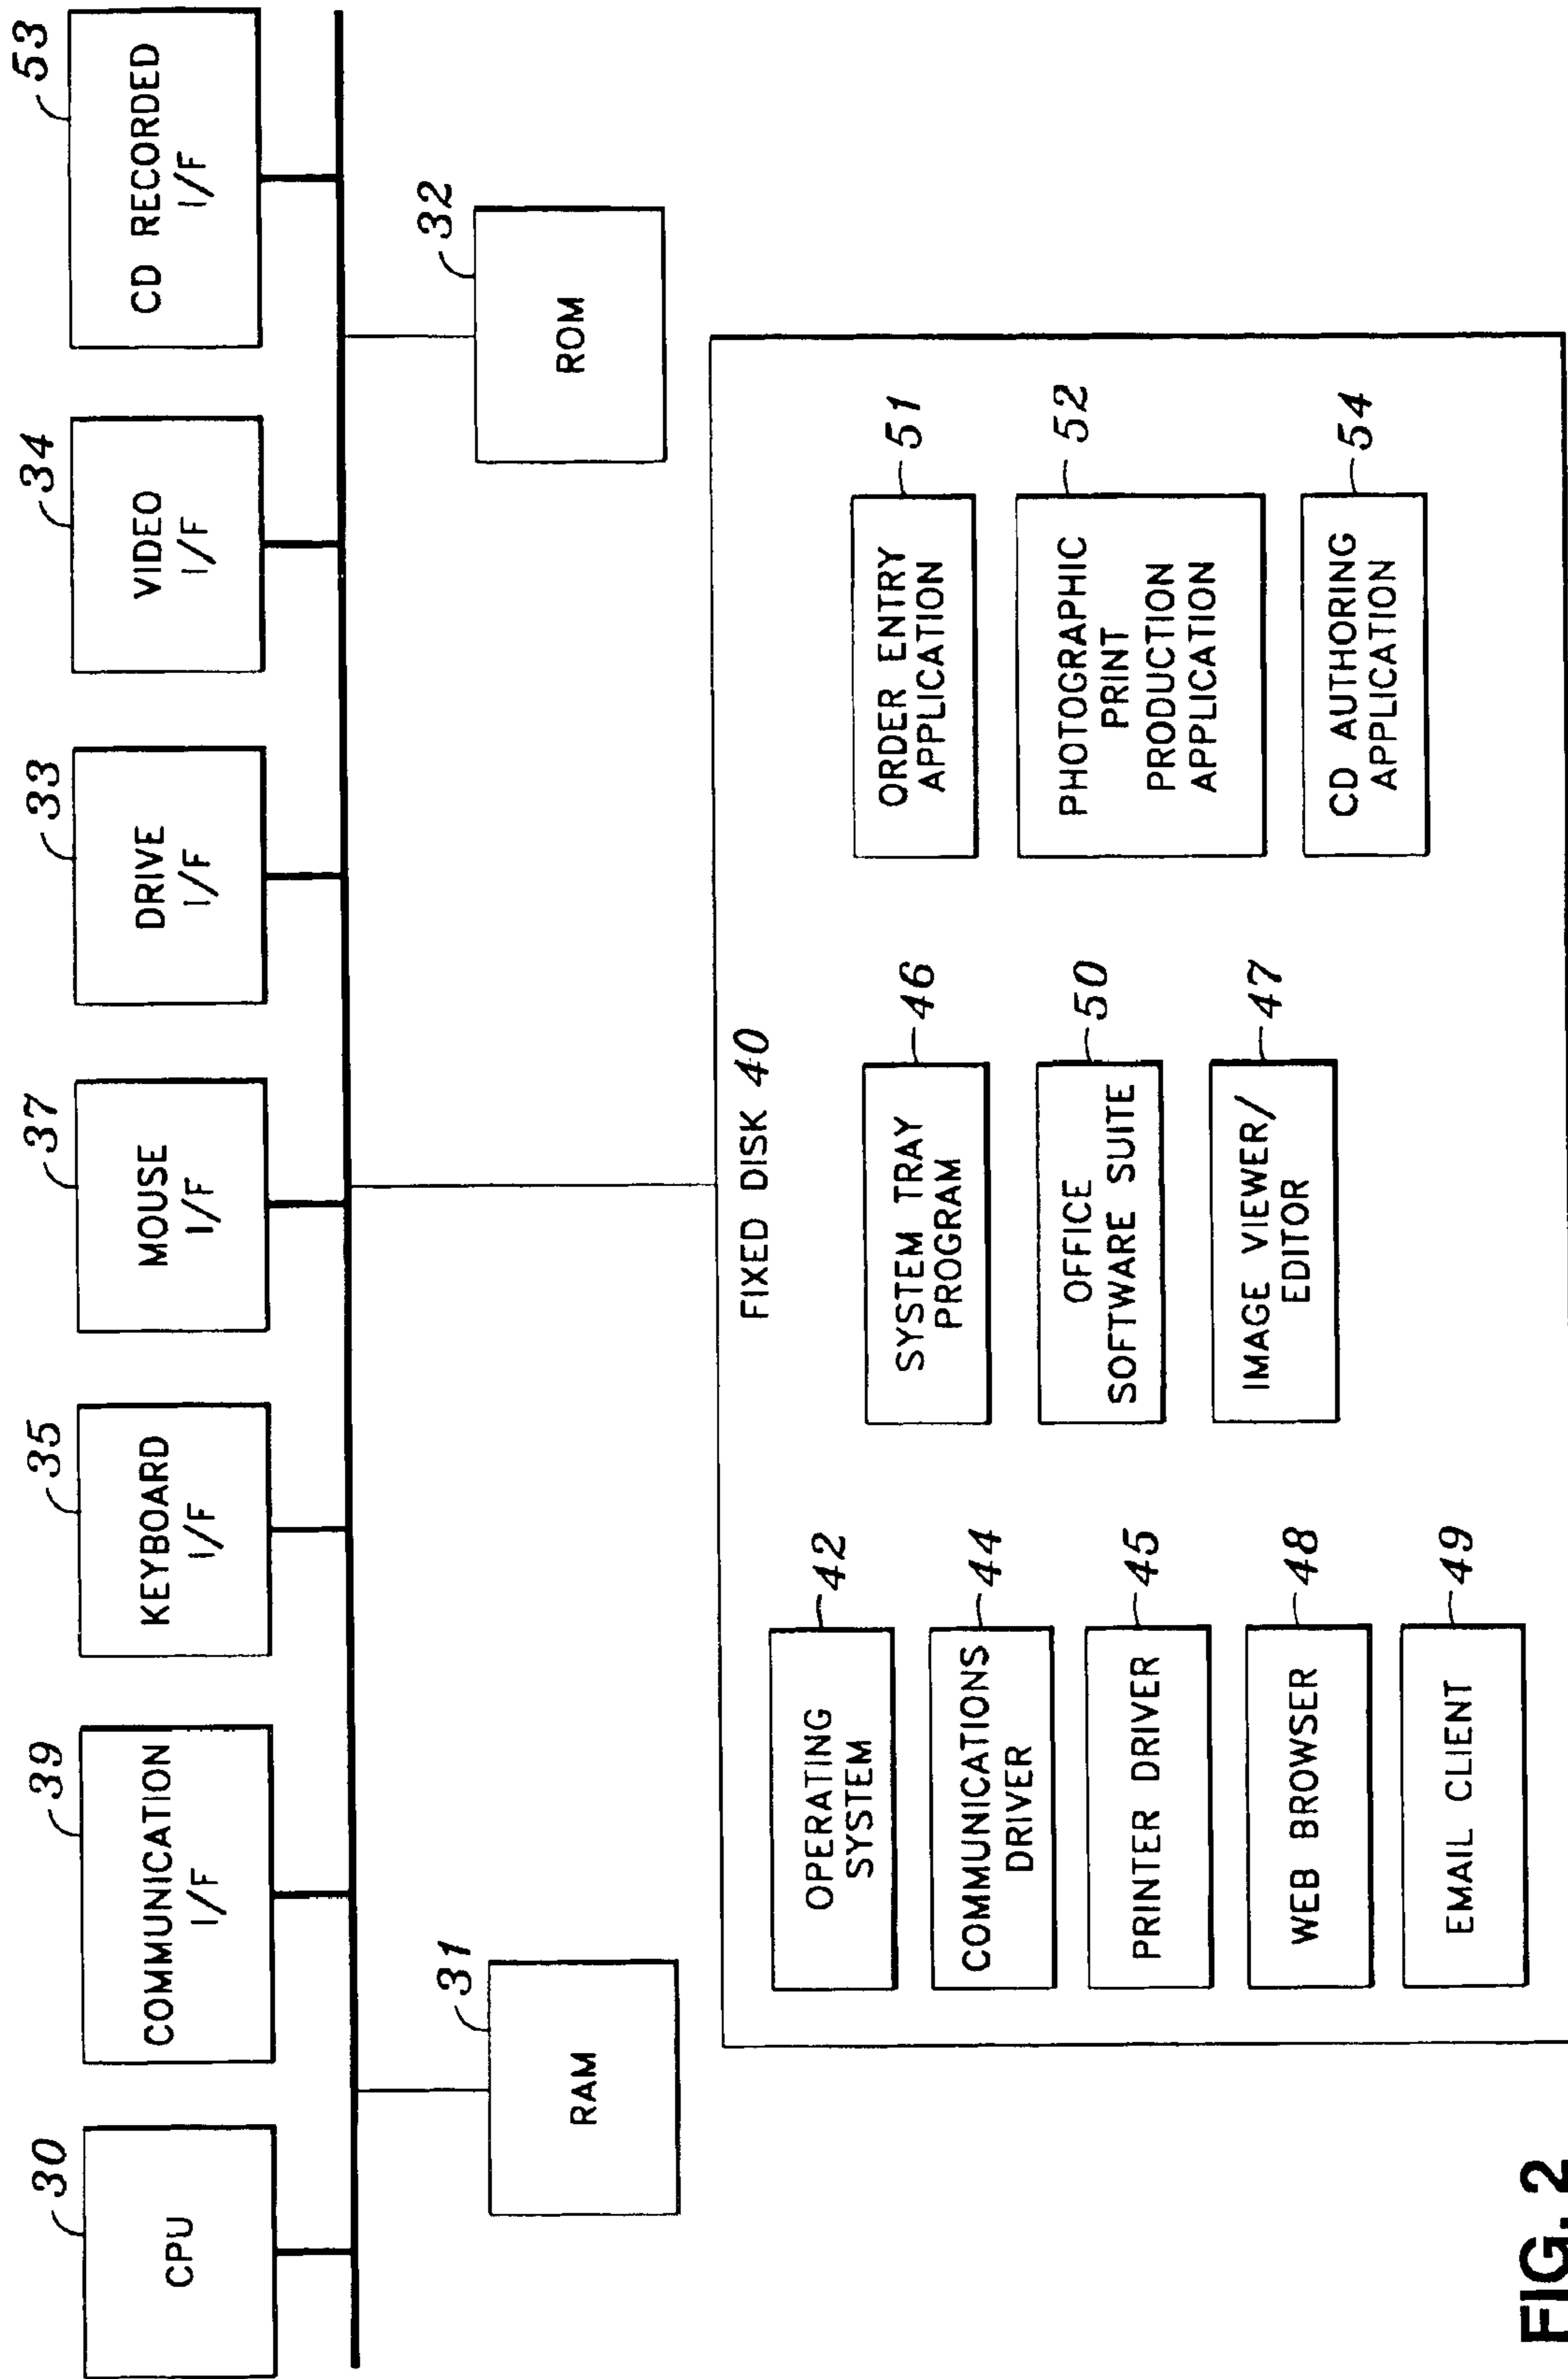 30
CPU
39
COMMUNICATION
I/F
35
KEYBOARD
I/F
37
MOUSE
I/F
33
DRIVE
I/F
34
VIDEO
I/F
53
CD RECORDED
I/F
31
RAM
32
ROM
FIXED DISK 40
42
OPERATING
SYSTEM
44
COMMUNICATIONS
DRIVER
45
PRINTER DRIVER
48
WEB BROWSER
49
EMAIL CLIENT
46
SYSTEM TRAY
PROGRAM
50
OFFICE
SOFTWARE SUITE
47
IMAGE VIEWER/
EDITOR
51
ORDER ENTRY
APPLICATION
52
PHOTOGRAPHIC
PRINT
PRODUCTION
APPLICATION
54
CD AUTHORING
APPLICATION
FIG. 2